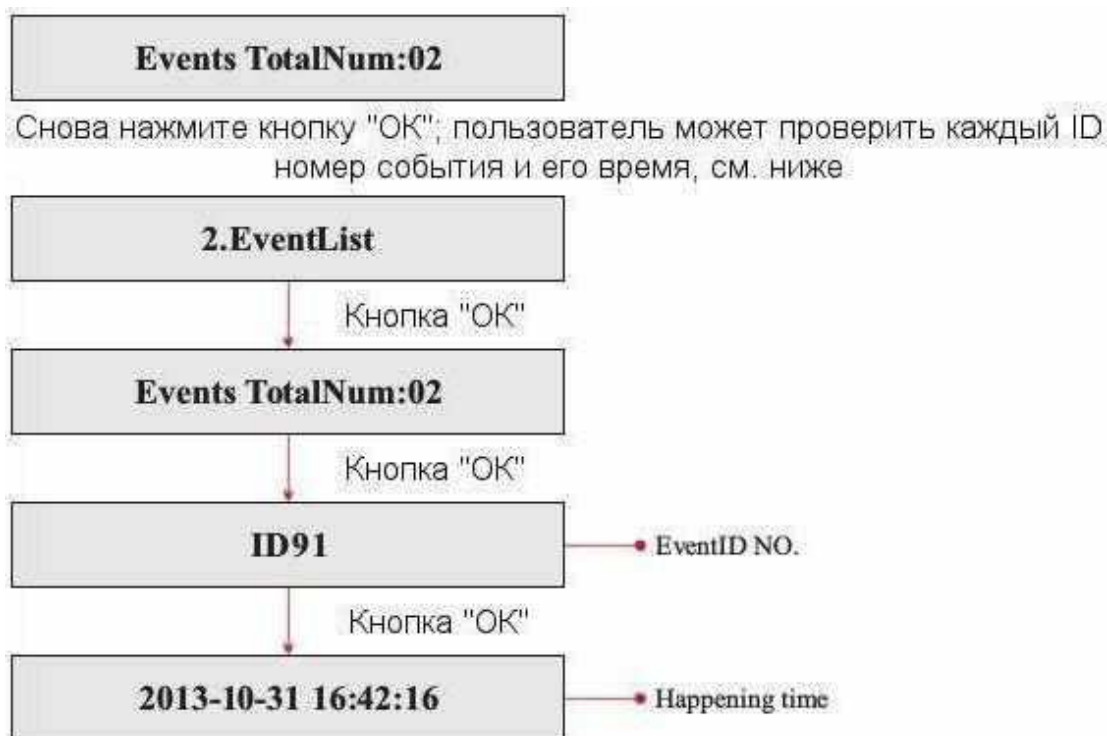 Events TotalNum:02
Снова нажмите кнопку "ОК"; пользователь может проверить каждый ID
номер события и его время, см. ниже
2.EventList
Кнопка "ОК"
Events TotalNum:02
Кнопка "ОК"
ID91
EventID NO.
Кнопка "ОК"
2013-10-31 16:42:16
Happening time